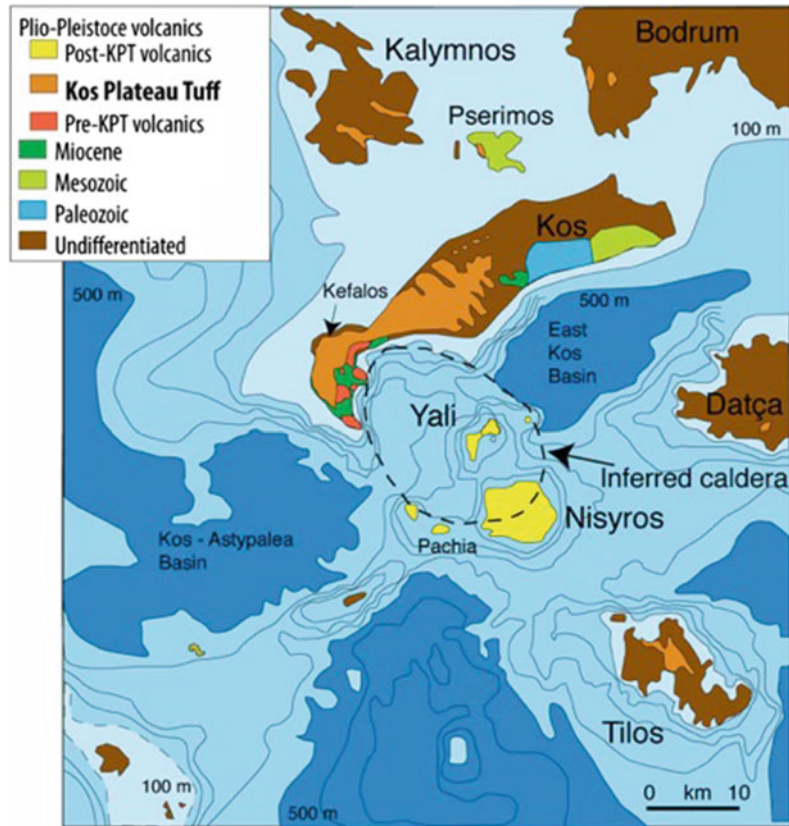 Plio-Pleistoce volcanics
Post-KPT volcanics
Kos Plateau Tuff
Pre-KPT volcanics
Miocene
Mesozoic
Paleozoic
Undifferentiated
Kalymnos
Bodrum
Pserimos
100 m
Kos
500 m
Kefalos
500 m
East
Kos
Basin
Datça
Yali
Inferred caldera
Nisyros
Kos - Astypalea
Basin
Pachia
Tilos
100 m
500 m
0 km 10